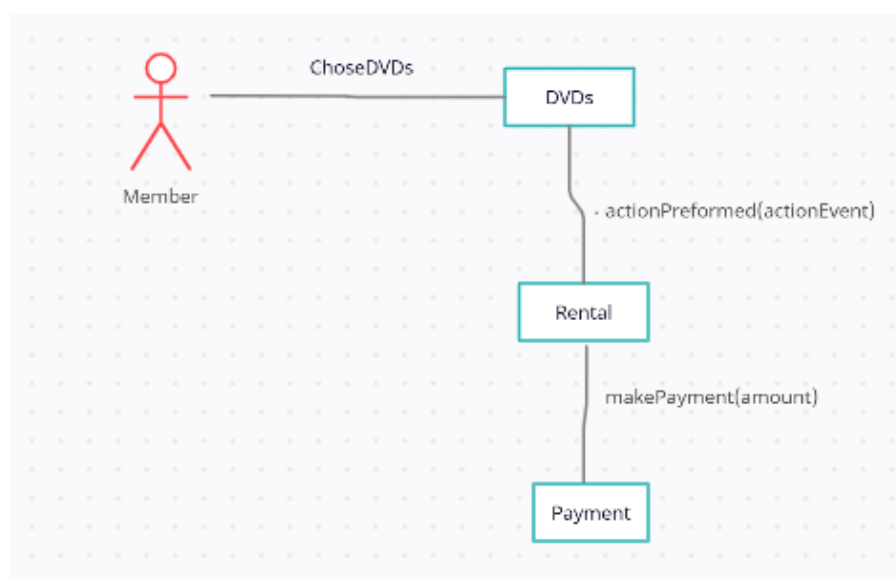 ChoseDVDs
DVDs
Member
- actionPreformed(actionEvent)
Rental
makePayment(amount)
Payment